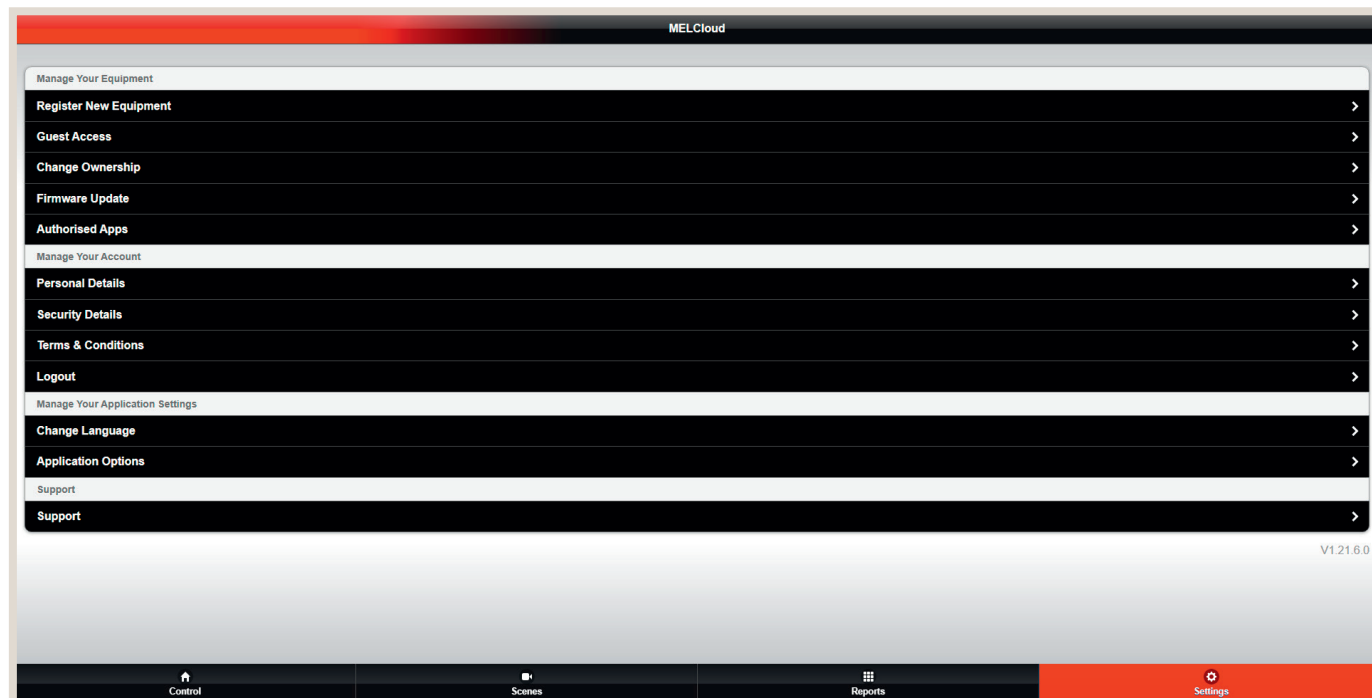 MELCloud
Manage Your Equipment
Register New Equipment
Guest Access
Change Ownership
Firmware Update
Authorised Apps
Manage Your Account
Personal Details
Security Details
Terms & Conditions
Logout
Manage Your Application Settings
Change Language
Application Options
Support
Support
V1.21.6.0
Control Scenes Reports Settings